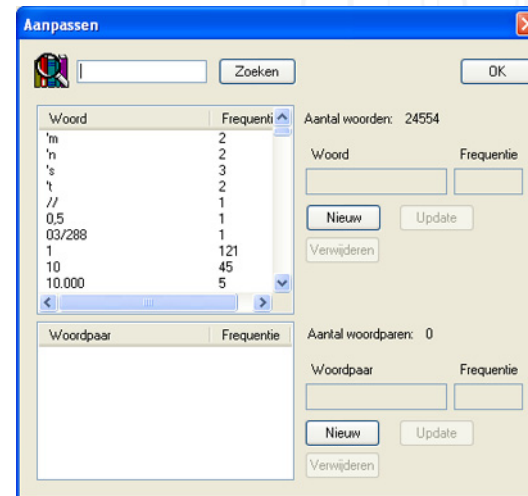 Aanpassen
Zoeken
OK
Woord Frequenti
'm 2
'n 2
's 3
't 2
// 1
0,5 1
03/288 1
1 121
10 45
10.000 5
Aantal woorden: 24554
Woord Frequentie
Nieuw Update
Verwijderen
Woordpaar Frequentie
Aantal woordparen: 0
Woordpaar Frequentie
Nieuw Update
Verwijderen